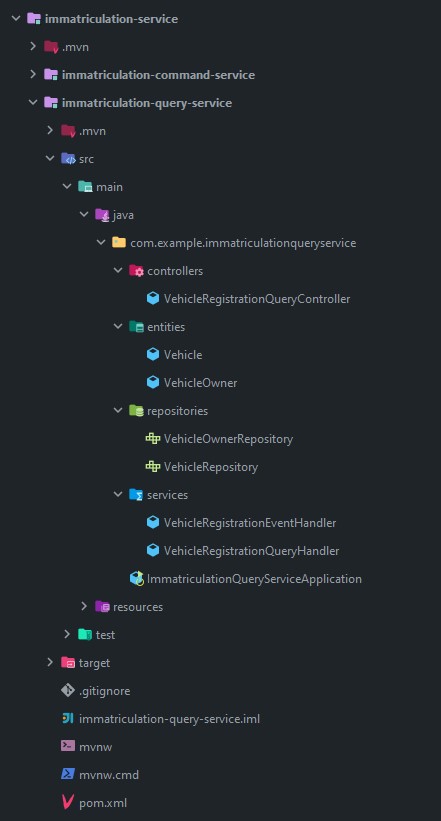 immatriculation-service
.mvn
immatriculation-command-service
immatriculation-query-service
.mvn
src
main
java
com.example.immatriculationqueryservice
controllers
VehicleRegistrationQueryController
entities
Vehicle
VehicleOwner
repositories
VehicleOwnerRepository
VehicleRepository
services
VehicleRegistrationEventHandler
VehicleRegistrationQueryHandler
ImmatriculationQueryServiceApplication
resources
test
target
.gitignore
immatriculation-query-service.iml
mvnw
mvnw.cmd
pom.xml